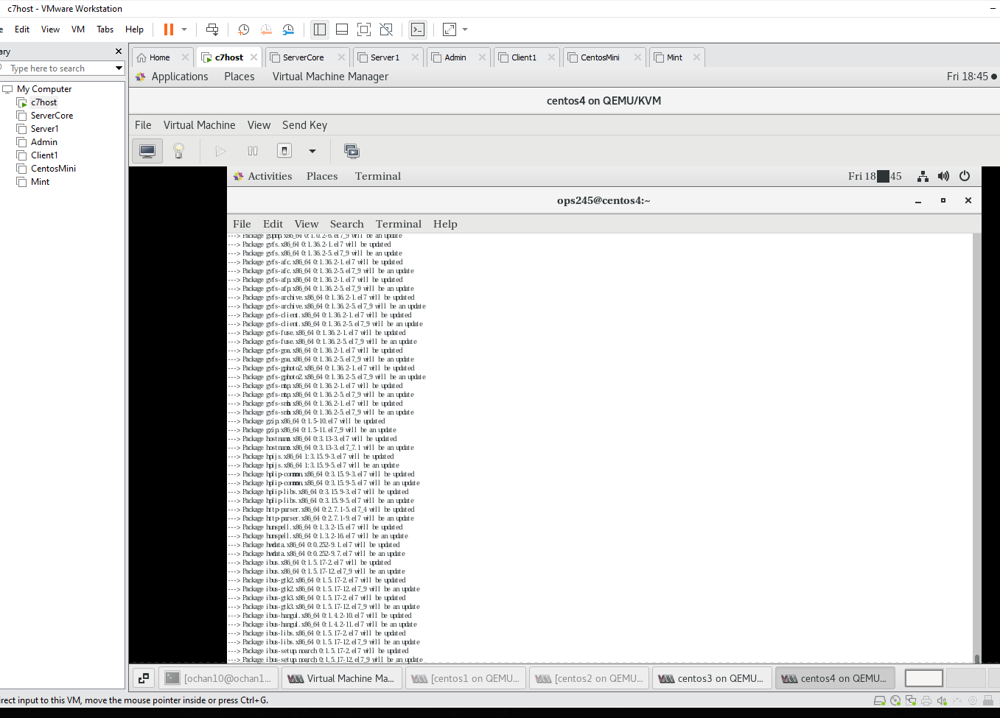 c7host - VMware Workstation
e Edit View VM Tabs Help
ary
Type here to search
My Computer
c7host
ServerCore
Server1
Admin
Client1
CentosMini
Mint
Home c7host ServerCore Server1 Admin Client1 CentosMini Mint
Applications Places Virtual Machine Manager Fri 18:45
centos4 on QEMU/KVM
File Virtual Machine View Send Key
Activities Places Terminal Fri 18 45
ops245@centos4:~
File Edit View Search Terminal Help
---> Package gupnp.x86_64 0:1.0.2-6.el7_9 will be an update
---> Package gvfs.x86_64 0:1.36.2-1.el7 will be updated
---> Package gvfs.x86_64 0:1.36.2-5.el7_9 will be an update
---> Package gvfs-afc.x86_64 0:1.36.2-1.el7 will be updated
---> Package gvfs-afc.x86_64 0:1.36.2-5.el7_9 will be an update
---> Package gvfs-afp.x86_64 0:1.36.2-1.el7 will be updated
---> Package gvfs-afp.x86_64 0:1.36.2-5.el7_9 will be an update
---> Package gvfs-archive.x86_64 0:1.36.2-1.el7 will be updated
---> Package gvfs-archive.x86_64 0:1.36.2-5.el7_9 will be an update
---> Package gvfs-client.x86_64 0:1.36.2-1.el7 will be updated
---> Package gvfs-client.x86_64 0:1.36.2-5.el7_9 will be an update
---> Package gvfs-fuse.x86_64 0:1.36.2-1.el7 will be updated
---> Package gvfs-fuse.x86_64 0:1.36.2-5.el7_9 will be an update
---> Package gvfs-goa.x86_64 0:1.36.2-1.el7 will be updated
---> Package gvfs-goa.x86_64 0:1.36.2-5.el7_9 will be an update
---> Package gvfs-gphoto2.x86_64 0:1.36.2-1.el7 will be updated
---> Package gvfs-gphoto2.x86_64 0:1.36.2-5.el7_9 will be an update
---> Package gvfs-mtp.x86_64 0:1.36.2-1.el7 will be updated
---> Package gvfs-mtp.x86_64 0:1.36.2-5.el7_9 will be an update
---> Package gvfs-smb.x86_64 0:1.36.2-1.el7 will be updated
---> Package gvfs-smb.x86_64 0:1.36.2-5.el7_9 will be an update
---> Package gzip.x86_64 0:1.5-10.el7 will be updated
---> Package gzip.x86_64 0:1.5-11.el7_9 will be an update
---> Package hostname.x86_64 0:3.13-3.el7 will be updated
---> Package hostname.x86_64 0:3.13-3.el7_7.1 will be an update
---> Package hpijs.x86_64 1:3.15.9-3.el7 will be updated
---> Package hpijs.x86_64 1:3.15.9-5.el7 will be an update
---> Package hplip-common.x86_64 0:3.15.9-3.el7 will be updated
---> Package hplip-common.x86_64 0:3.15.9-5.el7 will be an update
---> Package hplip-libs.x86_64 0:3.15.9-3.el7 will be updated
---> Package hplip-libs.x86_64 0:3.15.9-5.el7 will be an update
---> Package http-parser.x86_64 0:2.7.1-5.el7_4 will be updated
---> Package http-parser.x86_64 0:2.7.1-9.el7 will be an update
---> Package hunspell.x86_64 0:1.3.2-15.el7 will be updated
---> Package hunspell.x86_64 0:1.3.2-16.el7 will be an update
---> Package hwdata.x86_64 0:0.252-9.1.el7 will be updated
---> Package hwdata.x86_64 0:0.252-9.7.el7 will be an update
---> Package ibus.x86_64 0:1.5.17-2.el7 will be updated
---> Package ibus.x86_64 0:1.5.17-12.el7_9 will be an update
---> Package ibus-gtk2.x86_64 0:1.5.17-2.el7 will be updated
---> Package ibus-gtk2.x86_64 0:1.5.17-12.el7_9 will be an update
---> Package ibus-gtk3.x86_64 0:1.5.17-2.el7 will be updated
---> Package ibus-gtk3.x86_64 0:1.5.17-12.el7_9 will be an update
---> Package ibus-hangul.x86_64 0:1.4.2-10.el7 will be updated
---> Package ibus-hangul.x86_64 0:1.4.2-11.el7 will be an update
---> Package ibus-libs.x86_64 0:1.5.17-2.el7 will be updated
---> Package ibus-libs.x86_64 0:1.5.17-12.el7_9 will be an update
---> Package ibus-setup.noarch 0:1.5.17-2.el7 will be updated
---> Package ibus-setup.noarch 0:1.5.17-12.el7_9 will be an update
[ochan10@ochan1... Virtual Machine Ma... [centos1 on QEMU... [centos2 on QEMU... centos3 on QEMU... centos4 on QEMU...
irect input to this VM, move the mouse pointer inside or press Ctrl+G.